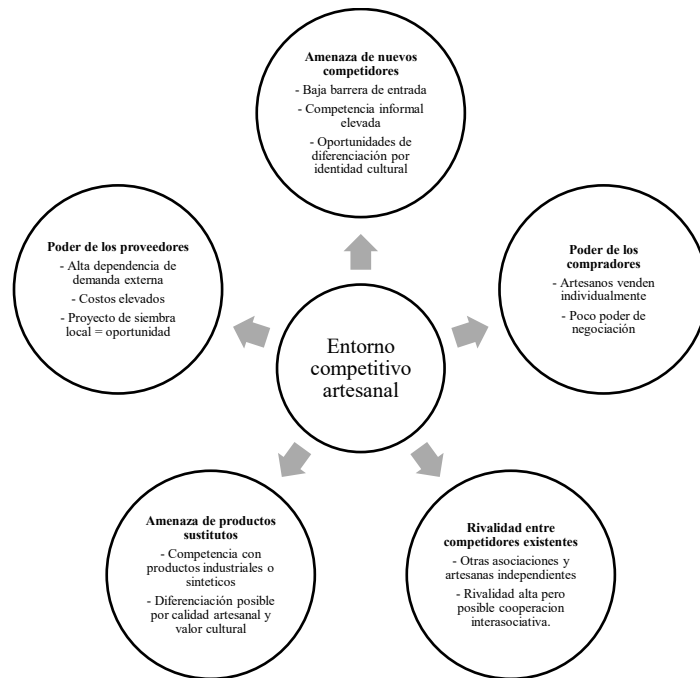 Amenaza de nuevos
competidores
- Baja barrera de entrada
- Competencia informal
elevada
- Oportunidades de
diferenciación por
identidad cultural
Poder de los proveedores
- Alta dependencia de
demanda externa
- Costos elevados
- Proyecto de siembra
local = oportunidad
Poder de los
compradores
- Artesanos venden
individualmente
- Poco poder de
negociación
Entorno
competitivo
artesanal
Amenaza de productos
sustitutos
- Competencia con
productos industriales o
sinteticos
- Diferenciación posible
por calidad artesanal y
valor cultural
Rivalidad entre
competidores existentes
- Otras asociaciones y
artesanas independientes
- Rivalidad alta pero
posible cooperacion
interasociativa.